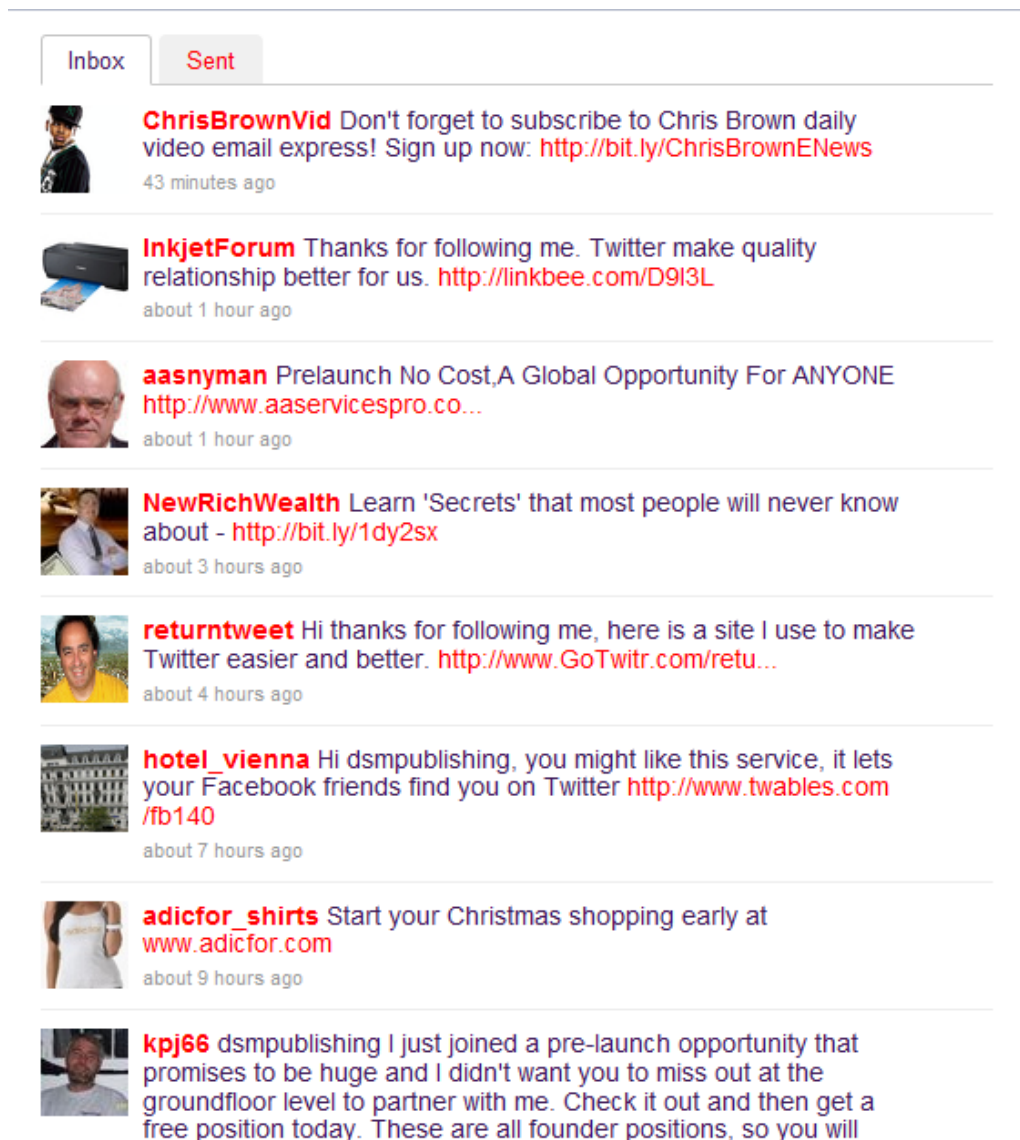 Inbox
Sent
ChrisBrownVid Don't forget to subscribe to Chris Brown daily
video email express! Sign up now: http://bit.ly/ChrisBrownENews
43 minutes ago
InkjetForum Thanks for following me. Twitter make quality
relationship better for us. http://linkbee.com/D9I3L
about 1 hour ago
aasnyman Prelaunch No Cost,A Global Opportunity For ANYONE
http://www.aaservicespro.co...
about 1 hour ago
NewRichWealth Learn 'Secrets' that most people will never know
about - http://bit.ly/1dy2sx
about 3 hours ago
returntweet Hi thanks for following me, here is a site I use to make
Twitter easier and better. http://www.GoTwitr.com/retu...
about 4 hours ago
hotel_vienna Hi dsmpublishing, you might like this service, it lets
your Facebook friends find you on Twitter http://www.twables.com
/fb140
about 7 hours ago
adicfor_shirts Start your Christmas shopping early at
www.adicfor.com
about 9 hours ago
kpj66 dsmpublishing I just joined a pre-launch opportunity that
promises to be huge and I didn't want you to miss out at the
groundfloor level to partner with me. Check it out and then get a
free position today. These are all founder positions, so you will